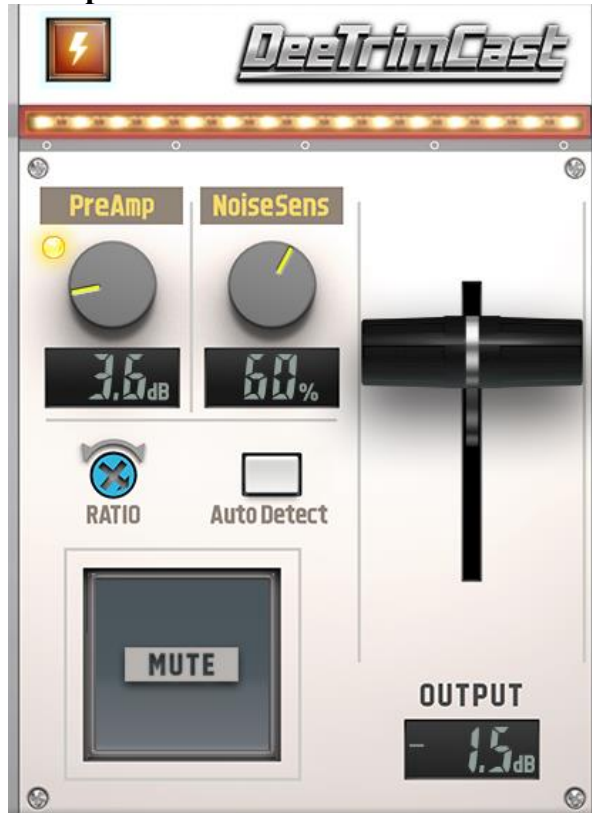 DeeTrimCast
PreAmp NoiseSens
3.6dB 60%
RATIO Auto Detect
MUTE
OUTPUT
- 1.5dB